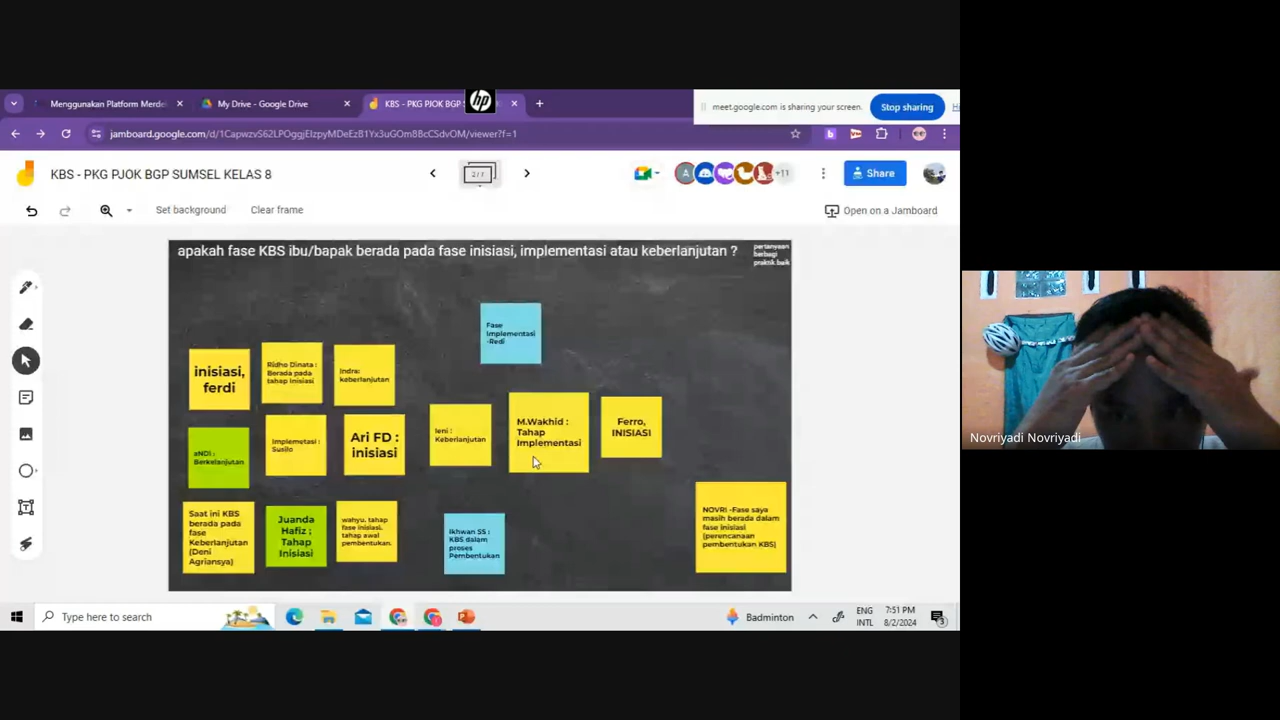 Menggunakan Platform Merde
My Drive - Google Drive
KBS - PKG PJOK BGP S
hp
meet.google.com is sharing your screen.
Stop sharing
Hi
jamboard.google.com/d/1CapwzvS62LPOggjEIzpyMDeEzB1Yx3uGOm8BcCSdvOM/viewer?f=1
KBS - PKG PJOK BGP SUMSEL KELAS 8
2 / 7
A
+11
Share
Set background
Clear frame
Open on a Jamboard
apakah fase KBS ibu/bapak berada pada fase inisiasi, implementasi atau keberlanjutan ?
pertanyaan
berbagi
praktik baik
Fase
Implementasi
-Redi
inisiasi,
ferdi
Ridho Dinata :
Berada pada
tahap Inisiasi
Indra:
keberlanjutan
aNDI :
Berkelanjutan
Implemetasi :
Susilo
Ari FD :
inisiasi
Ieni :
Keberlanjutan
M.Wakhid :
Tahap
Implementasi
Ferro,
INISIASI
Saat ini KBS
berada pada
fase
Keberlanjutan
(Deni
Agriansya)
Juanda
Hafiz ;
Tahap
Inisiasi
wahyu, tahap
fase inisiasi,
tahap awal
pembentukan.
Ikhwan SS :
KBS dalam
proses
Pembentukan
NOVRI -Fase saya
masih berada dalam
fase inisiasi
(perencanaan
pembentukan KBS)
Novriyadi Novriyadi
Type here to search
Badminton
ENG
INTL
7:51 PM
8/2/2024
3